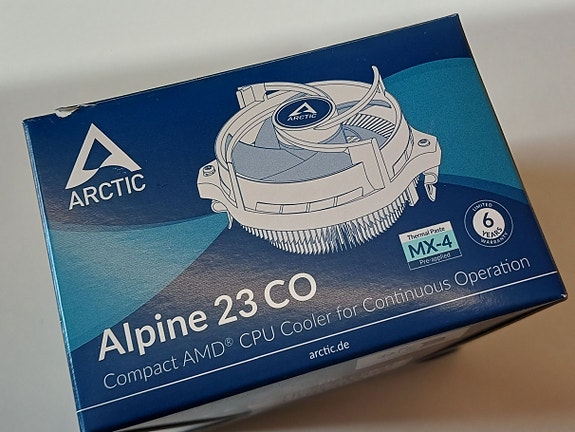 ARCTIC
ARCTIC
Thermal Paste
MX-4
Pre-applied
LIMITED
6
YEARS
WARRANTY
Alpine 23 CO
Compact AMD® CPU Cooler for Continuous Operation
arctic.de